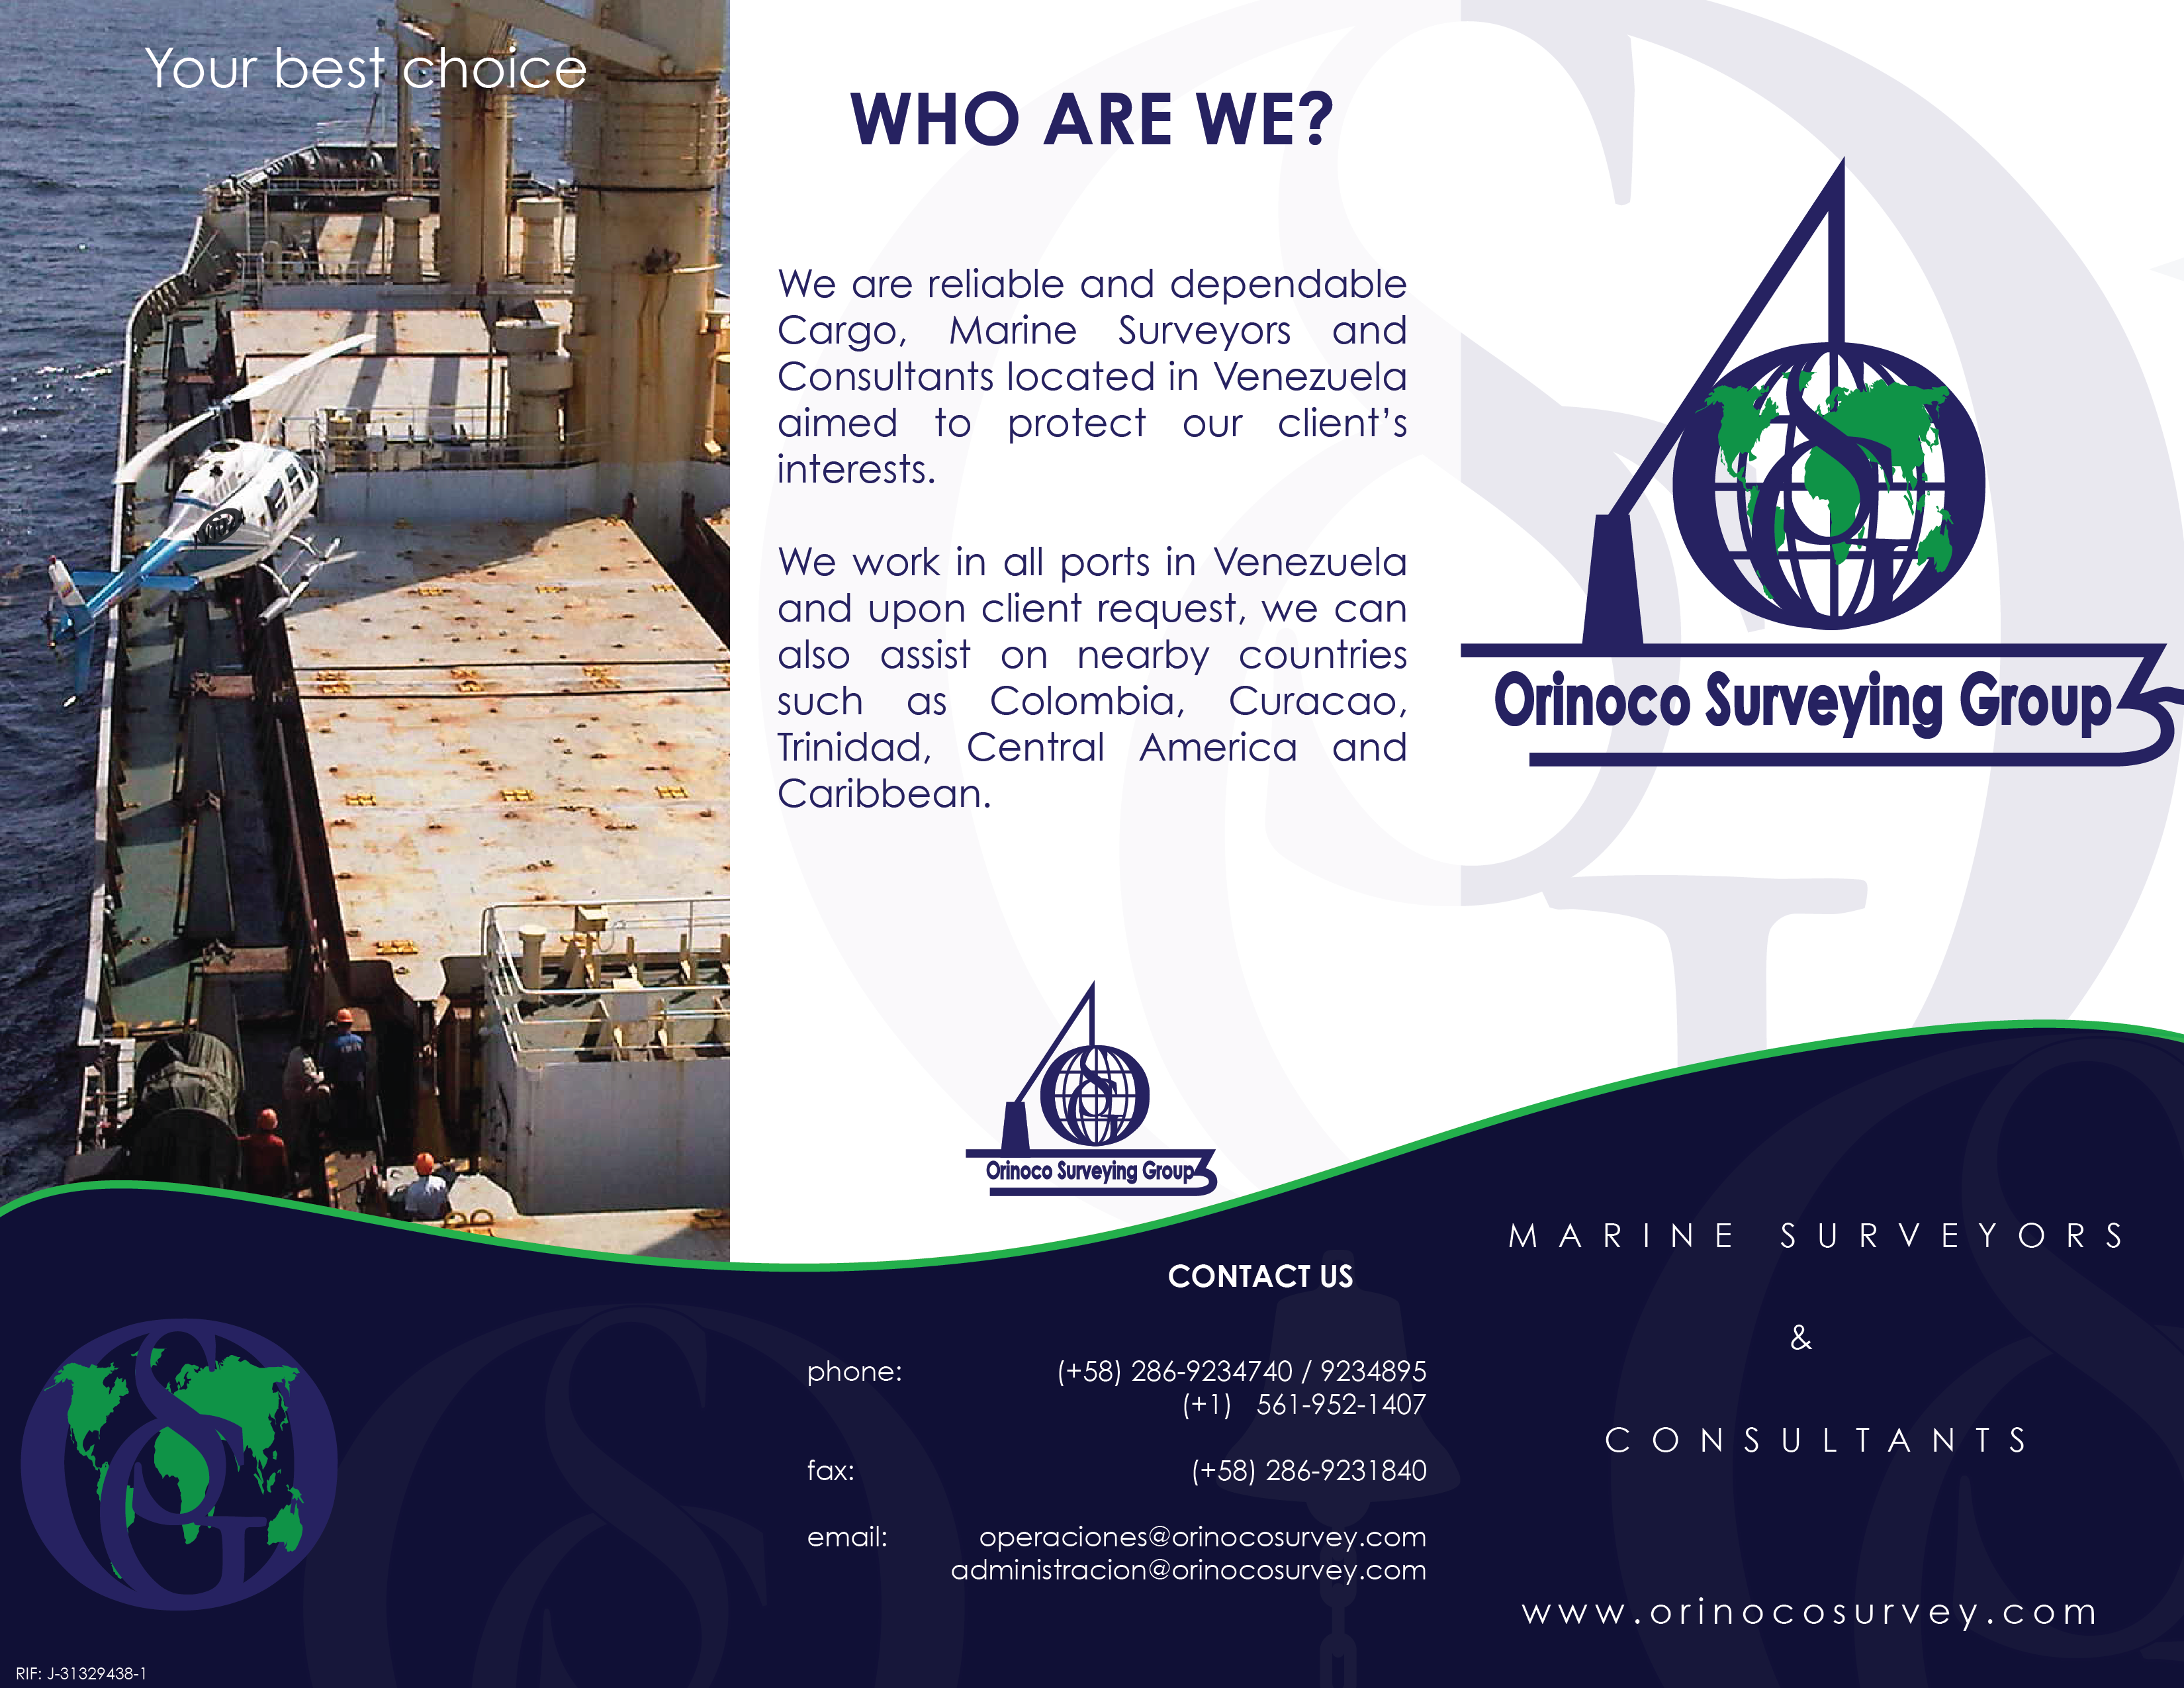 Your best choice
WHO ARE WE?
We are reliable and dependable
Cargo, Marine Surveyors and
Consultants located in Venezuela
aimed to protect our client’s
interests.
We work in all ports in Venezuela
and upon client request, we can
also assist on nearby countries
such as Colombia, Curacao,
Trinidad, Central America and
Caribbean.
Orinoco Surveying Group
CONTACT US
phone: (+58) 286-9234740 / 9234895
(+1) 561-952-1407
fax: (+58) 286-9231840
email: operaciones@orinocosurvey.com
administracion@orinocosurvey.com
RIF: J-31329438-1
Orinoco Surveying Group
MARINE SURVEYORS
&
CONSULTANTS
www.orinocosurvey.com